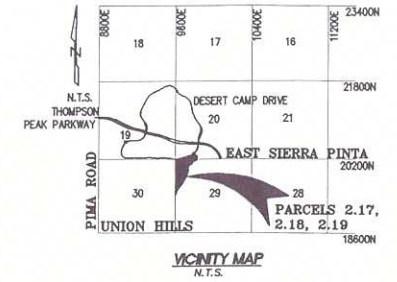 8800E
9600E
10400E
11200E
23400N
18
17
16
21800N
N.T.S.
THOMPSON
PEAK PARKWAY
DESERT CAMP DRIVE
19
20
21
EAST SIERRA PINTA
20200N
PIMA ROAD
30
29
28
PARCELS 2.17,
2.18, 2.19
UNION HILLS
18600N
VICINITY MAP
N.T.S.